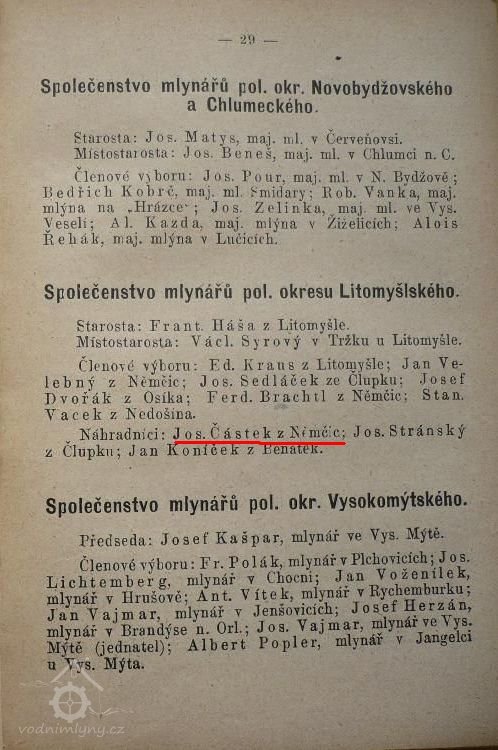 — 29 —
Společenstvo mlynářů pol. okr. Novobydžovského
a Chlumeckého.
Starosta: Jos. Matys, maj. ml. v Červeňovsi.
Místostarosta: Jos. Beneš, maj. ml. v Chlumci n. C.
Členové výboru: Jos. Pour, maj. ml. v N. Bydžově;
Bedřich Kobrč, maj. ml. Smidary; Rob. Vanka, maj.
mlýna na „Hrázce“; Jos. Zelinka, maj. ml. ve Vys.
Veselí; Al. Kazda, maj. mlýna v Žiželicích; Alois
Řehák, maj. mlýna v Lučicích.
Společenstvo mlynářů pol. okresu Litomyšlského.
Starosta: Frant. Háša z Litomyšle.
Místostarosta: Václ. Syrový v Tržku u Litomyšle.
Členové výboru: Ed. Kraus z Litomyšle; Jan Ve-
lebný z Němčic; Jos. Sedláček ze Člupku; Josef
Dvořák z Osíka; Ferd. Brachtl z Němčic; Stan.
Vacek z Nedošína.
Náhradníci: Jos. Částek z Němčic; Jos. Stránský
z Člupku; Jan Koníček z Benátek.
Společenstvo mlynářů pol. okr. Vysokomýtského.
Předseda: Josef Kašpar, mlynář ve Vys. Mýtě.
Členové výboru: Fr. Polák, mlynář v Plchovicích; Jos.
Lichtemberg, mlynář v Chocni; Jan Voženílek,
mlynář v Hrušově; Ant. Vítek, mlynář v Rychemburku;
Jan Vajmar, mlynář v Jenšovicích; Josef Herzán,
mlynář v Brandýse n. Orl.; Jos. Vajmar, mlynář ve Vys.
Mýtě (jednatel); Albert Popler, mlynář v Jangelci
u Vys. Mýta.
vodnimlyny.cz